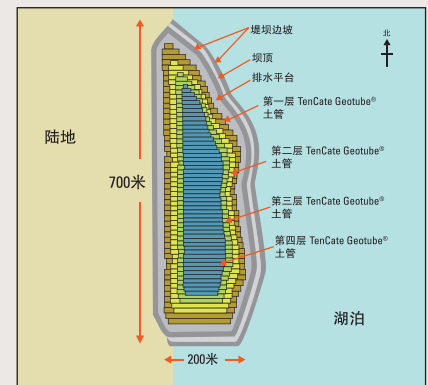 堤坝边坡
北
坝顶
排水平台
第一层 TenCate Geotube®
土管
陆地
第二层 TenCate Geotube®
土管
700米
第三层 TenCate Geotube®
土管
第四层 TenCate Geotube®
土管
湖泊
200米